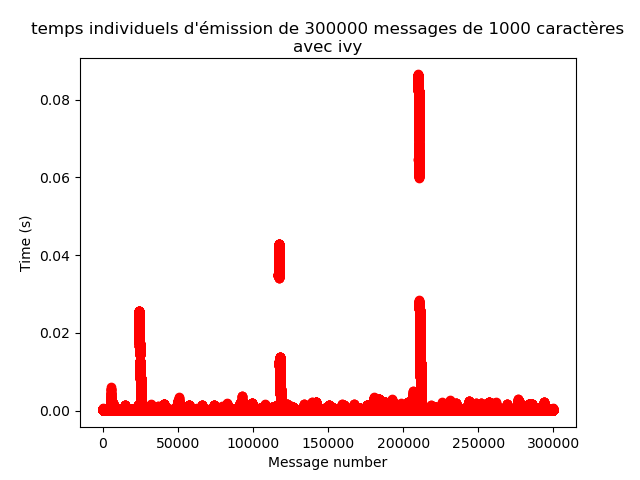 temps individuels d'émission de 300000 messages de 1000 caractères
avec ivy
0.08
0.06
0.04
0.02
0.00
Time (s)
0 50000 100000 150000 200000 250000 300000
Message number